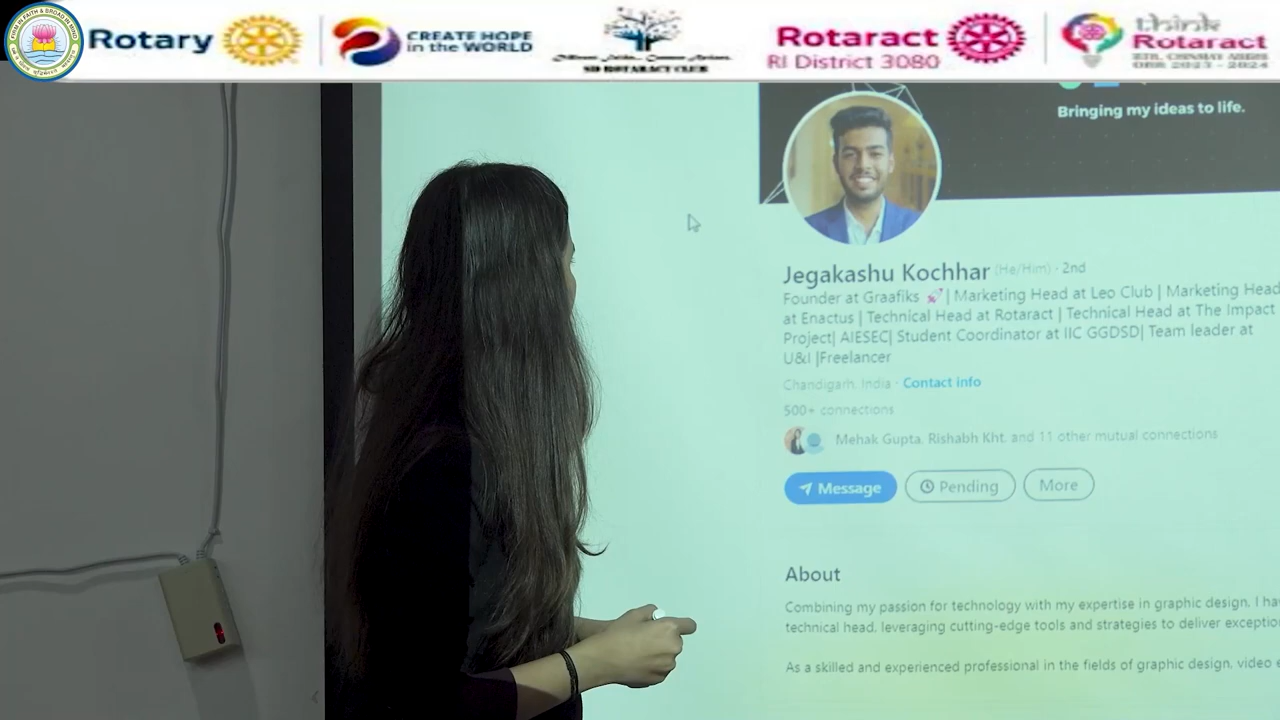 Rotary
CREATE HOPE
in the WORLD
SD ROTARACT CLUB
Rotaract
RI District 3080
think
Rotaract
Bringing my ideas to life.
Jegakashu Kochhar (He/Him) · 2nd
Founder at Graafiks 🚀 | Marketing Head at Leo Club | Marketing Head
at Enactus | Technical Head at Rotaract | Technical Head at The Impact
Project| AIESEC| Student Coordinator at IIC GGDSD| Team leader at
U&I |Freelancer
Chandigarh, India · Contact info
500+ connections
Mehak Gupta, Rishabh Kht. and 11 other mutual connections
Message
Pending
More
About
Combining my passion for technology with my expertise in graphic design, I ha
technical head, leveraging cutting-edge tools and strategies to deliver exceptio
As a skilled and experienced professional in the fields of graphic design, video e